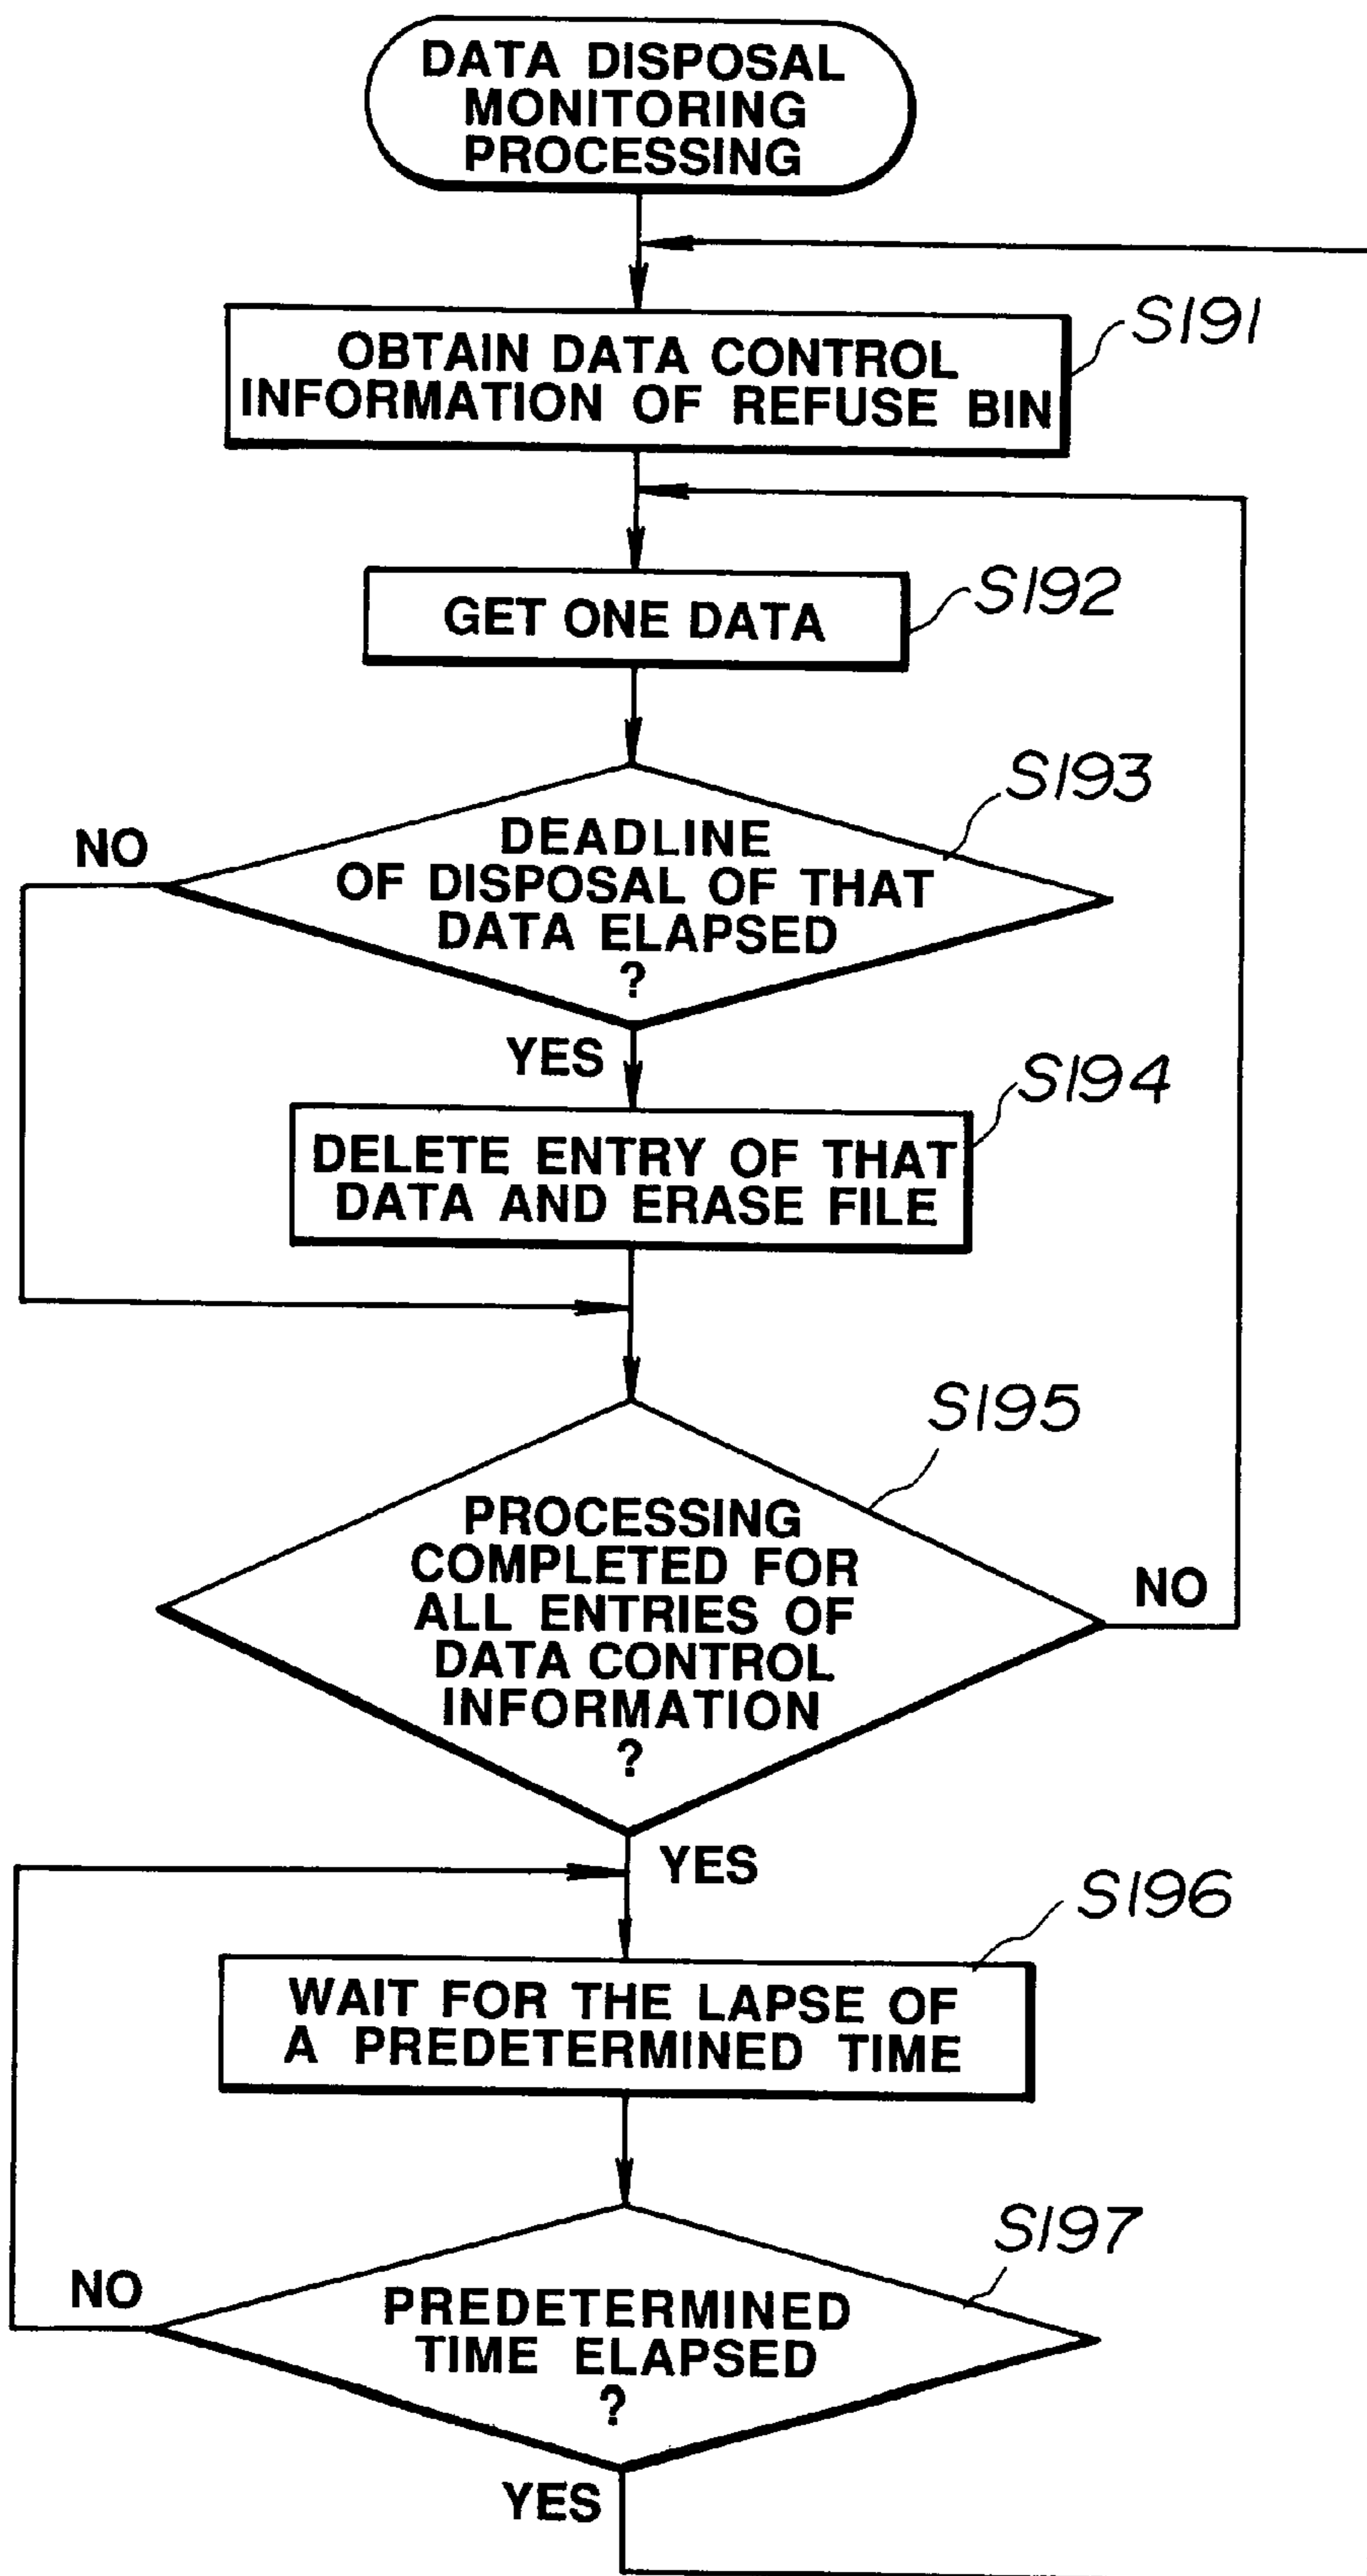 DATA DISPOSAL
MONITORING
PROCESSING
S191
OBTAIN DATA CONTROL
INFORMATION OF REFUSE BIN
S192
GET ONE DATA
S193
NO
DEADLINE
OF DISPOSAL OF THAT
DATA ELAPSED
?
YES
S194
DELETE ENTRY OF THAT
DATA AND ERASE FILE
S195
PROCESSING
COMPLETED FOR
ALL ENTRIES OF
DATA CONTROL
INFORMATION
?
NO
YES
S196
WAIT FOR THE LAPSE OF
A PREDETERMINED TIME
S197
NO
PREDETERMINED
TIME ELAPSED
?
YES